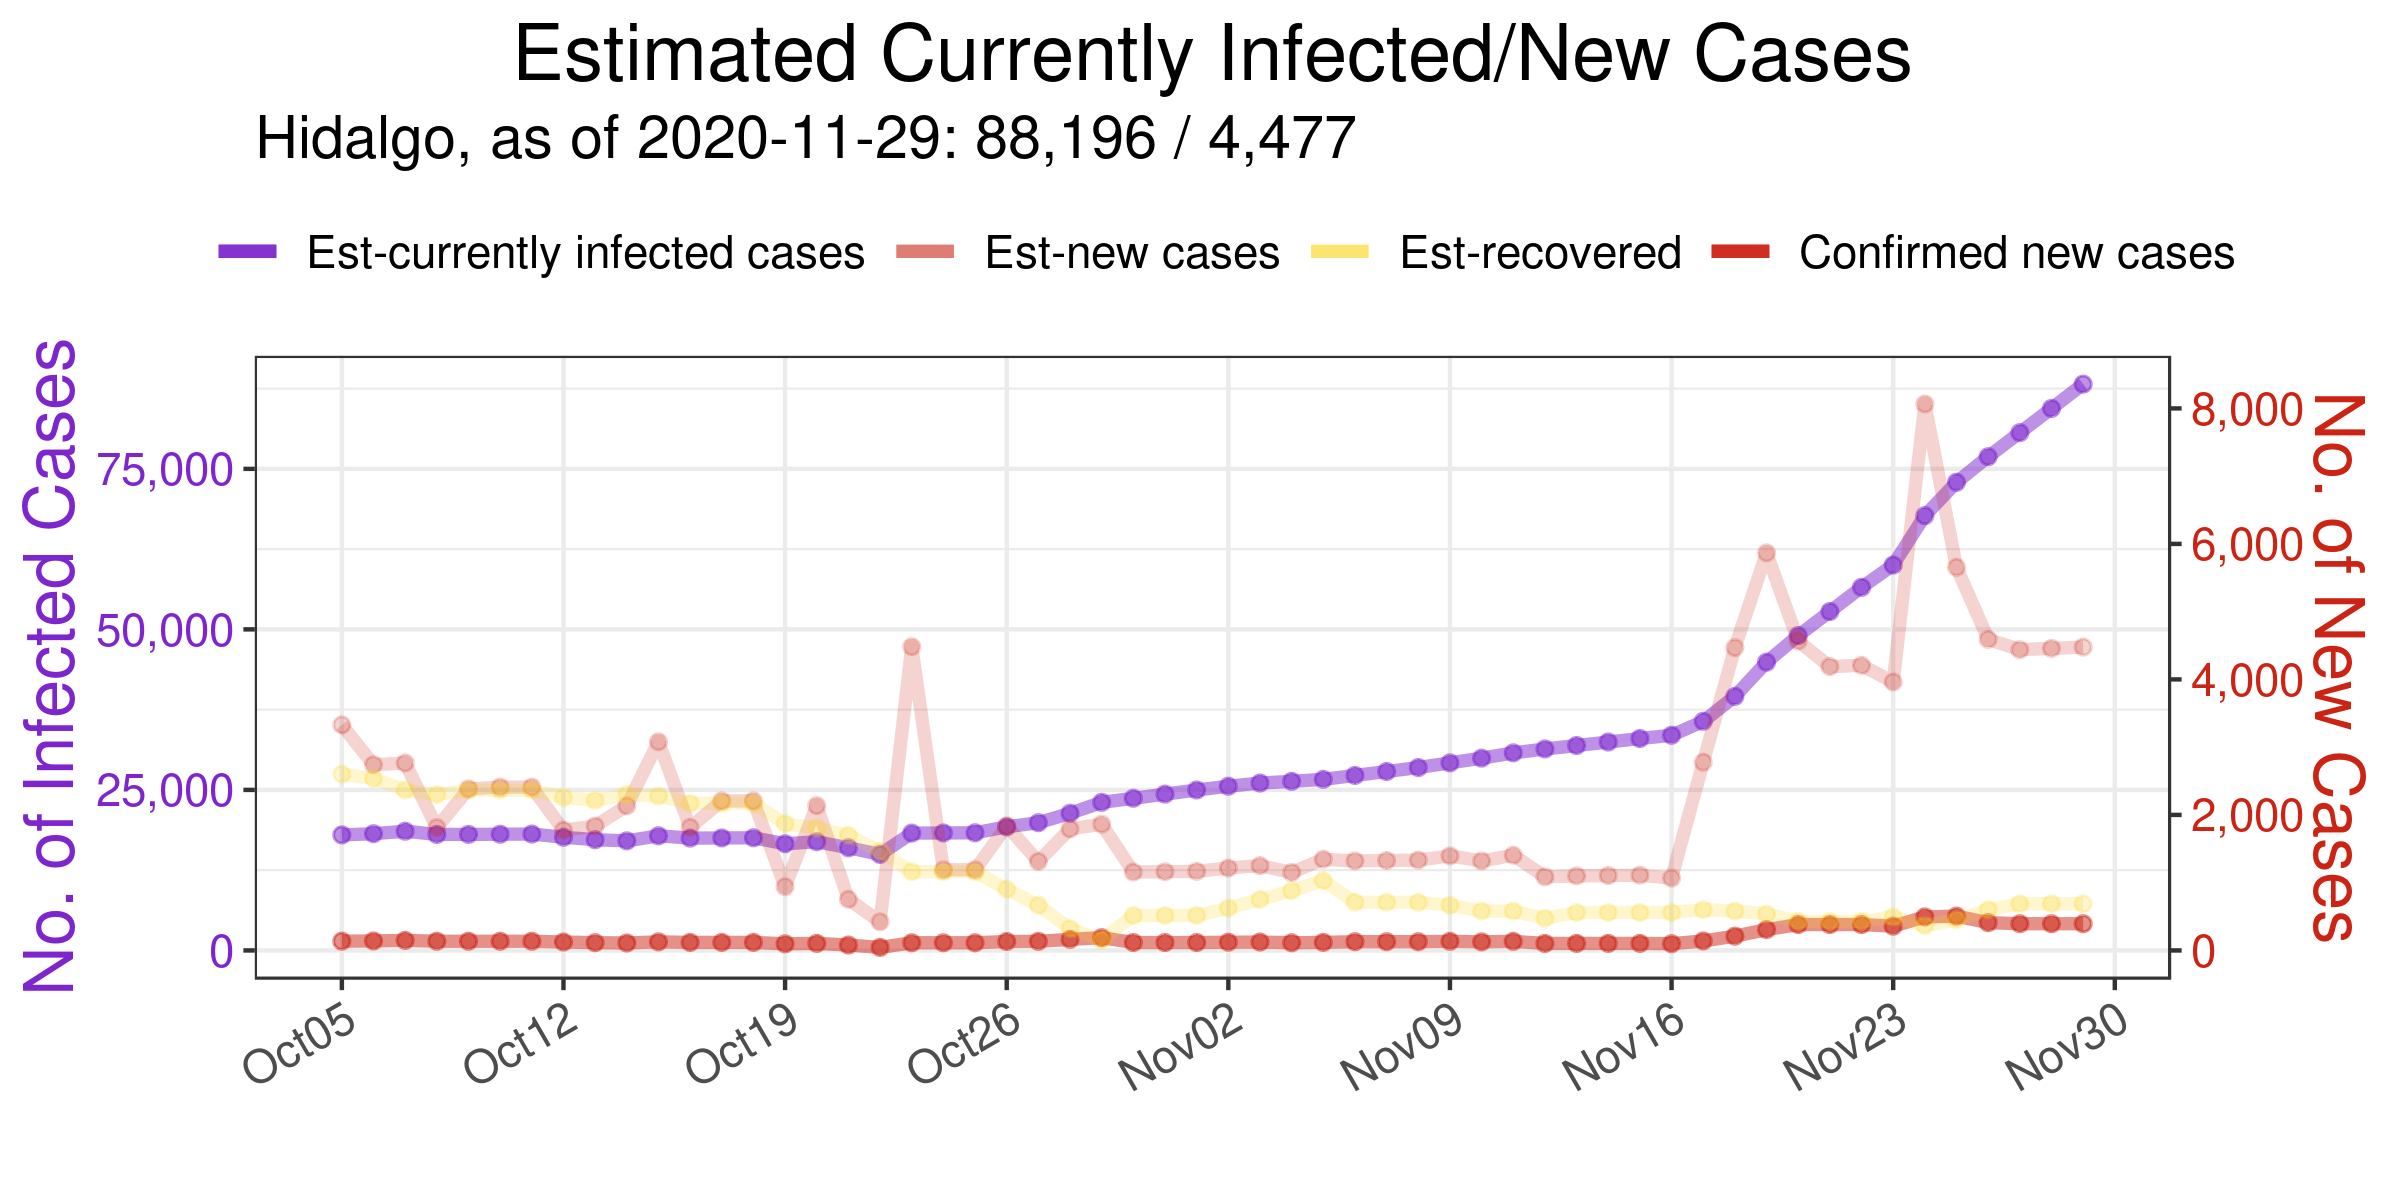 Estimated Currently Infected/New Cases
Hidalgo, as of 2020-11-29: 88,196 / 4,477
Est-currently infected cases Est-new cases Est-recovered Confirmed new cases
No. of Infected Cases
75,000
50,000
25,000
0
8,000
6,000
4,000
2,000
0
No. of New Cases
Oct05 Oct12 Oct19 Oct26 Nov02 Nov09 Nov16 Nov23 Nov30